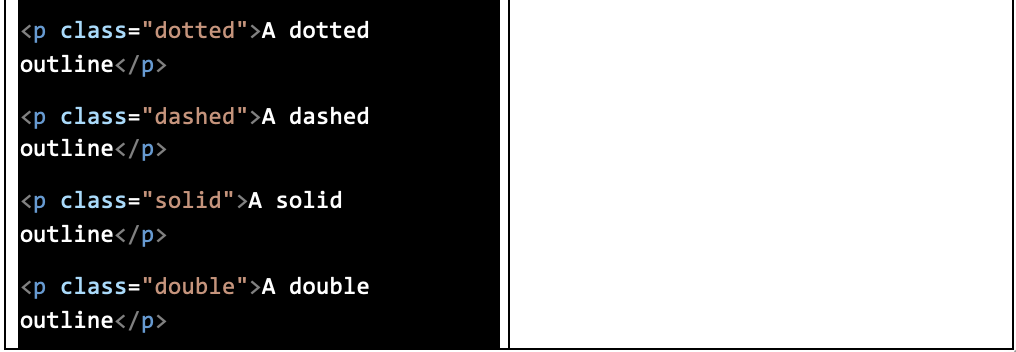 <p class="dotted">A dotted
outline</p>
<p class="dashed">A dashed
outline</p>
<p class="solid">A solid
outline</p>
<p class="double">A double
outline</p>